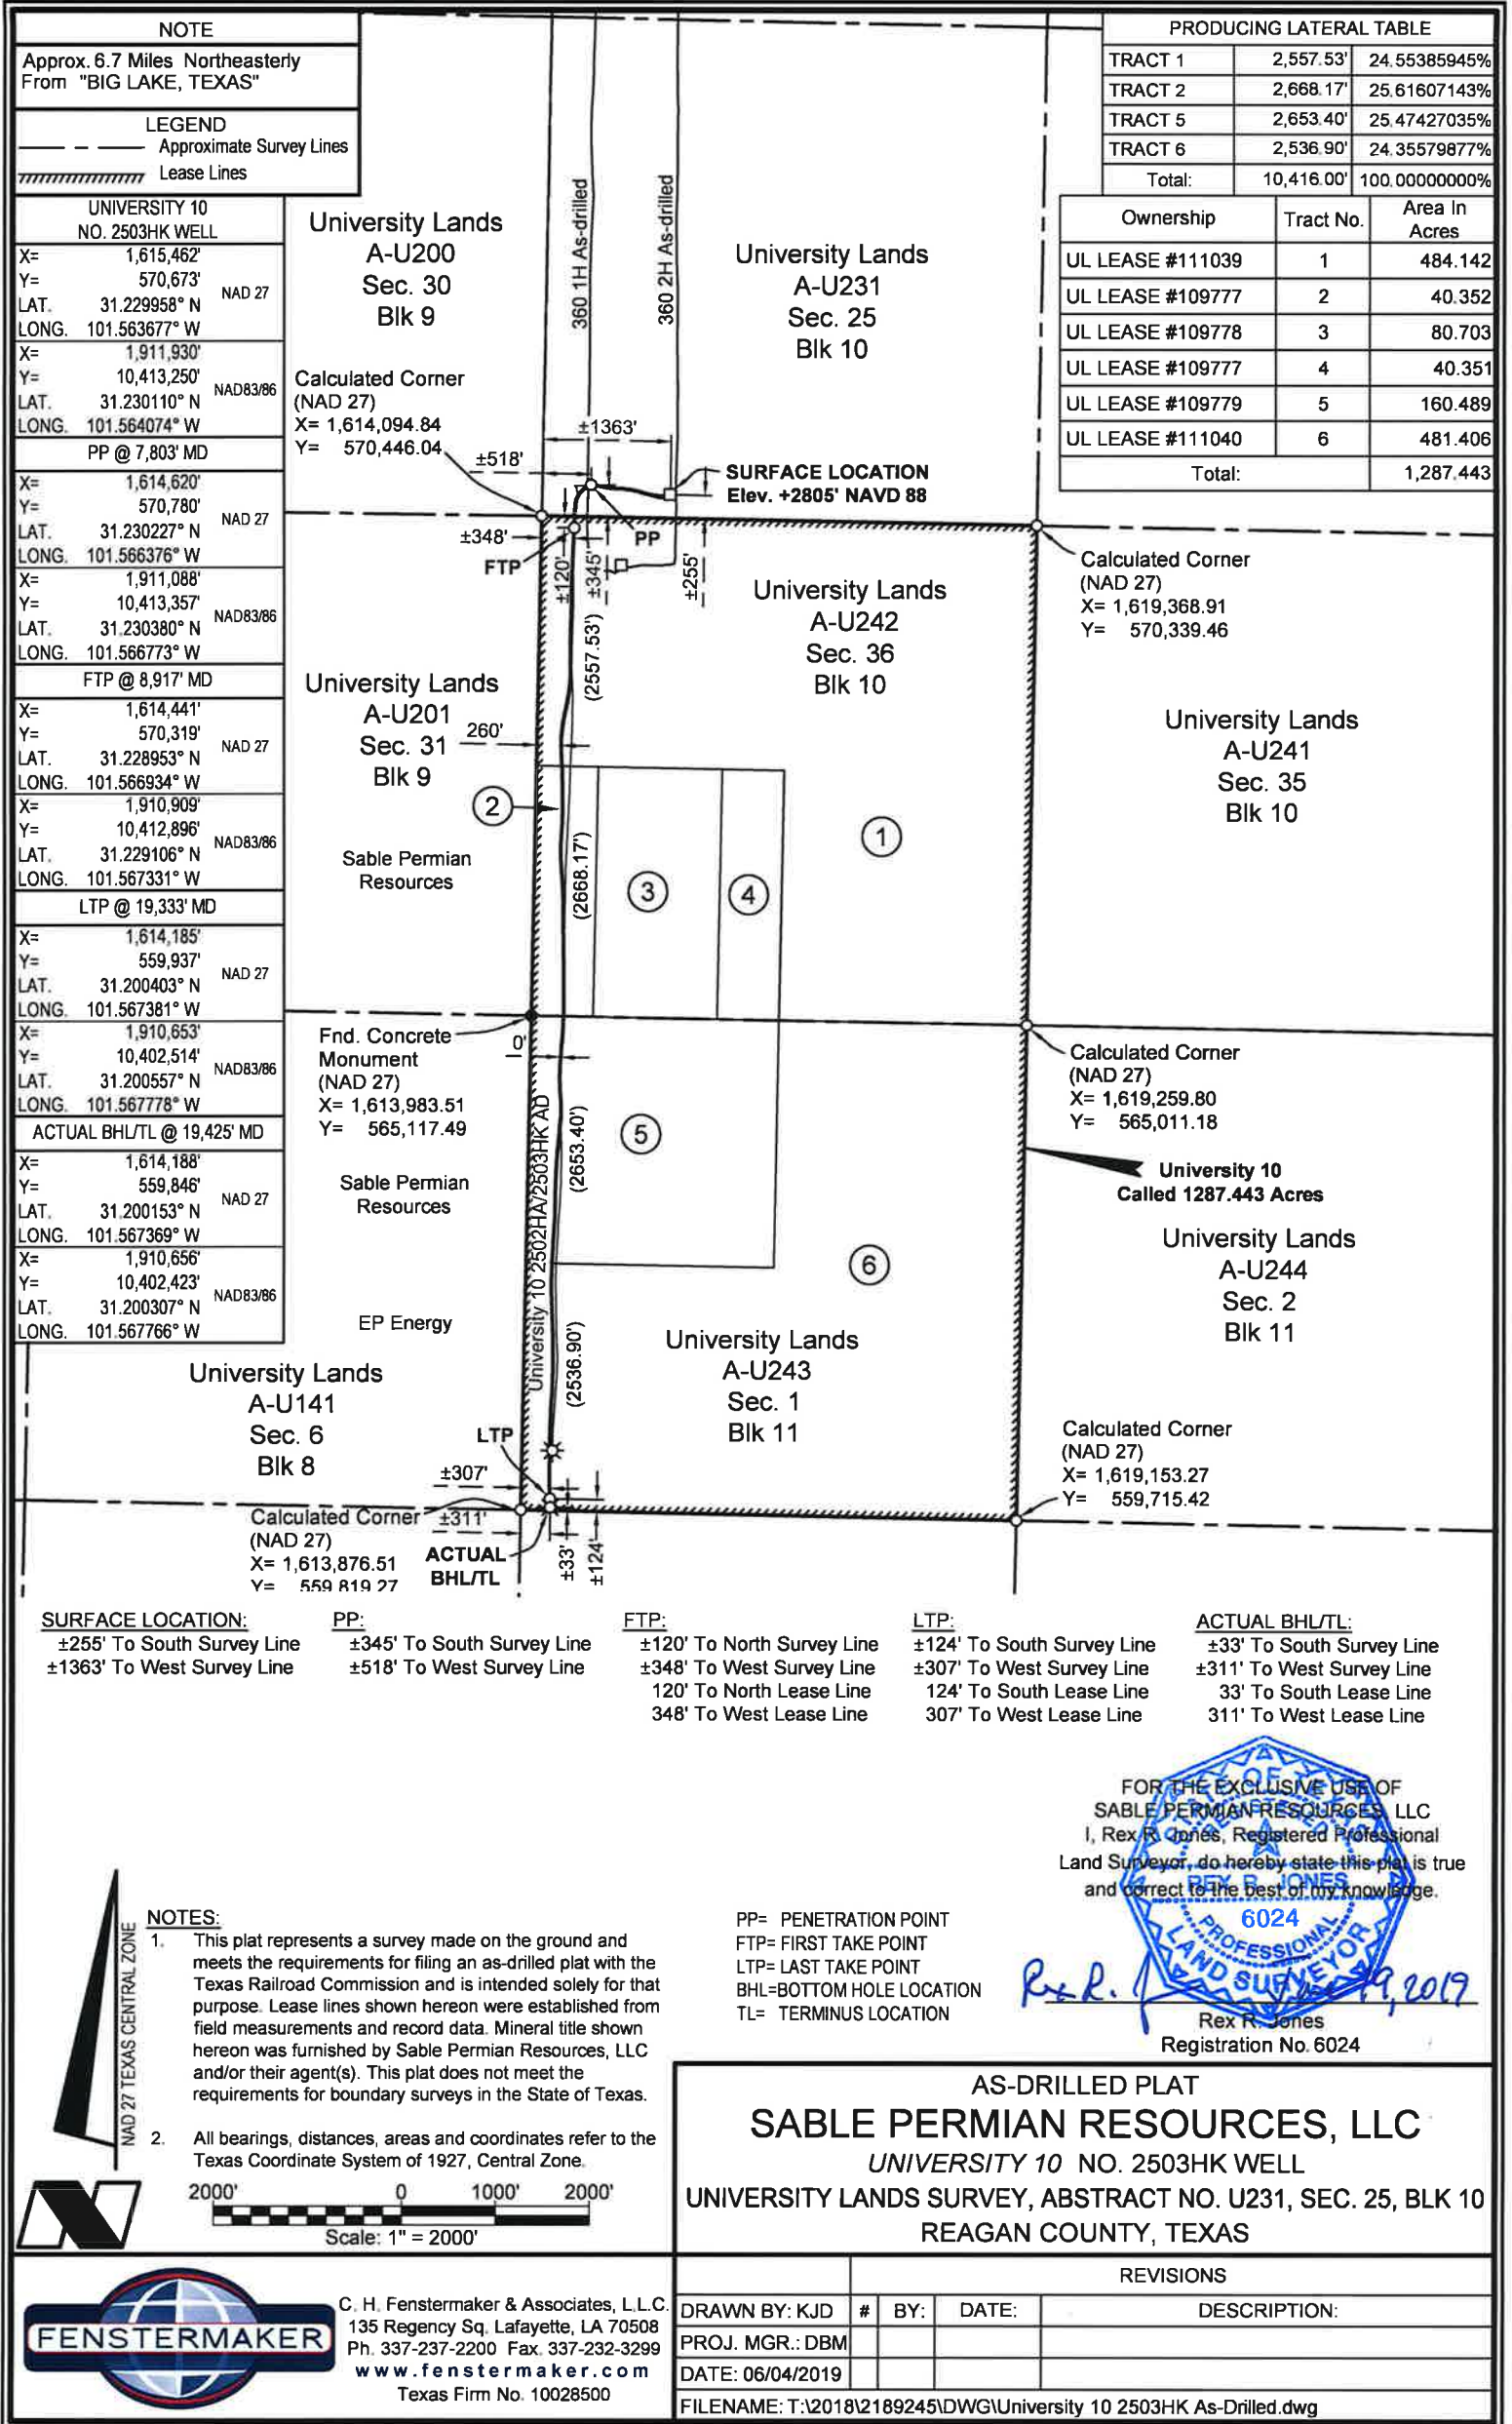 NOTE
Approx. 6.7 Miles Northeasterly
From "BIG LAKE, TEXAS"
LEGEND
Approximate Survey Lines
Lease Lines
UNIVERSITY 10
NO. 2503HK WELL
X= 1,615,462'
Y= 570,673'
LAT. 31.229958° N
LONG. 101.563677° W
NAD 27
X= 1,911,930'
Y= 10,413,250'
LAT. 31.230110° N
LONG. 101.564074° W
NAD83/86
PP @ 7,803' MD
X= 1,614,620'
Y= 570,780'
LAT. 31.230227° N
LONG. 101.566376° W
NAD 27
X= 1,911,088'
Y= 10,413,357'
LAT. 31.230380° N
LONG. 101.566773° W
NAD83/86
FTP @ 8,917' MD
X= 1,614,441'
Y= 570,319'
LAT. 31.228953° N
LONG. 101.566934° W
NAD 27
X= 1,910,909'
Y= 10,412,896'
LAT. 31.229106° N
LONG. 101.567331° W
NAD83/86
LTP @ 19,333' MD
X= 1,614,185'
Y= 559,937'
LAT. 31.200403° N
LONG. 101.567381° W
NAD 27
X= 1,910,653'
Y= 10,402,514'
LAT. 31.200557° N
LONG. 101.567778° W
NAD83/86
ACTUAL BHL/TL @ 19,425' MD
X= 1,614,188'
Y= 559,846'
LAT. 31.200153° N
LONG. 101.567369° W
NAD 27
X= 1,910,656'
Y= 10,402,423'
LAT. 31.200307° N
LONG. 101.567766° W
NAD83/86
PRODUCING LATERAL TABLE
TRACT 1 2,557.53' 24.55385945%
TRACT 2 2,668.17' 25.61607143%
TRACT 5 2,653.40' 25.47427035%
TRACT 6 2,536.90' 24.35579877%
Total: 10,416.00' 100.00000000%
Ownership Tract No. Area In Acres
UL LEASE #111039 1 484.142
UL LEASE #109777 2 40.352
UL LEASE #109778 3 80.703
UL LEASE #109777 4 40.351
UL LEASE #109779 5 160.489
UL LEASE #111040 6 481.406
Total: 1,287.443
University Lands
A-U200
Sec. 30
Blk 9
360 1H As-drilled
360 2H As-drilled
University Lands
A-U231
Sec. 25
Blk 10
Calculated Corner
(NAD 27)
X= 1,614,094.84
Y= 570,446.04
±1363'
±518'
SURFACE LOCATION
Elev. +2805' NAVD 88
±348'
FTP
PP
±120'
±345'
±255'
(2557.53')
Calculated Corner
(NAD 27)
X= 1,619,368.91
Y= 570,339.46
University Lands
A-U242
Sec. 36
Blk 10
University Lands
A-U201
Sec. 31
Blk 9
260'
University Lands
A-U241
Sec. 35
Blk 10
2
1
(2668.17')
3
4
Sable Permian
Resources
Fnd. Concrete
Monument
(NAD 27)
X= 1,613,983.51
Y= 565,117.49
0'
Calculated Corner
(NAD 27)
X= 1,619,259.80
Y= 565,011.18
(2653.40')
5
University 10 2502HA/2503HK AD
University 10
Called 1287.443 Acres
Sable Permian
Resources
University Lands
A-U244
Sec. 2
Blk 11
6
EP Energy
(2536.90')
University Lands
A-U243
Sec. 1
Blk 11
University Lands
A-U141
Sec. 6
Blk 8
LTP
±307'
Calculated Corner
(NAD 27)
X= 1,619,153.27
Y= 559,715.42
Calculated Corner
(NAD 27)
X= 1,613,876.51
Y= 559,819.27
±311'
ACTUAL
BHL/TL
±33'
±124'
SURFACE LOCATION:
±255' To South Survey Line
±1363' To West Survey Line
PP:
±345' To South Survey Line
±518' To West Survey Line
FTP:
±120' To North Survey Line
±348' To West Survey Line
120' To North Lease Line
348' To West Lease Line
LTP:
±124' To South Survey Line
±307' To West Survey Line
124' To South Lease Line
307' To West Lease Line
ACTUAL BHL/TL:
±33' To South Survey Line
±311' To West Survey Line
33' To South Lease Line
311' To West Lease Line
FOR THE EXCLUSIVE USE OF
SABLE PERMIAN RESOURCES, LLC
I, Rex R. Jones, Registered Professional
Land Surveyor, do hereby state this plat is true
and correct to the best of my knowledge.
STATE OF TEXAS
REGISTERED
REX R. JONES
6024
PROFESSIONAL
LAND SURVEYOR
Rex R. J
9, 2019
Rex R. Jones
Registration No. 6024
NAD 27 TEXAS CENTRAL ZONE
NOTES:
1. This plat represents a survey made on the ground and
meets the requirements for filing an as-drilled plat with the
Texas Railroad Commission and is intended solely for that
purpose. Lease lines shown hereon were established from
field measurements and record data. Mineral title shown
hereon was furnished by Sable Permian Resources, LLC
and/or their agent(s). This plat does not meet the
requirements for boundary surveys in the State of Texas.
2. All bearings, distances, areas and coordinates refer to the
Texas Coordinate System of 1927, Central Zone.
PP= PENETRATION POINT
FTP= FIRST TAKE POINT
LTP= LAST TAKE POINT
BHL=BOTTOM HOLE LOCATION
TL= TERMINUS LOCATION
N
2000' 0 1000' 2000'
Scale: 1" = 2000'
AS-DRILLED PLAT
SABLE PERMIAN RESOURCES, LLC
UNIVERSITY 10 NO. 2503HK WELL
UNIVERSITY LANDS SURVEY, ABSTRACT NO. U231, SEC. 25, BLK 10
REAGAN COUNTY, TEXAS
FENSTERMAKER
C. H. Fenstermaker & Associates, L.L.C.
135 Regency Sq. Lafayette, LA 70508
Ph. 337-237-2200 Fax. 337-232-3299
www.fenstermaker.com
Texas Firm No. 10028500
REVISIONS
DRAWN BY: KJD # BY: DATE: DESCRIPTION:
PROJ. MGR.: DBM
DATE: 06/04/2019
FILENAME: T:\2018\2189245\DWG\University 10 2503HK As-Drilled.dwg